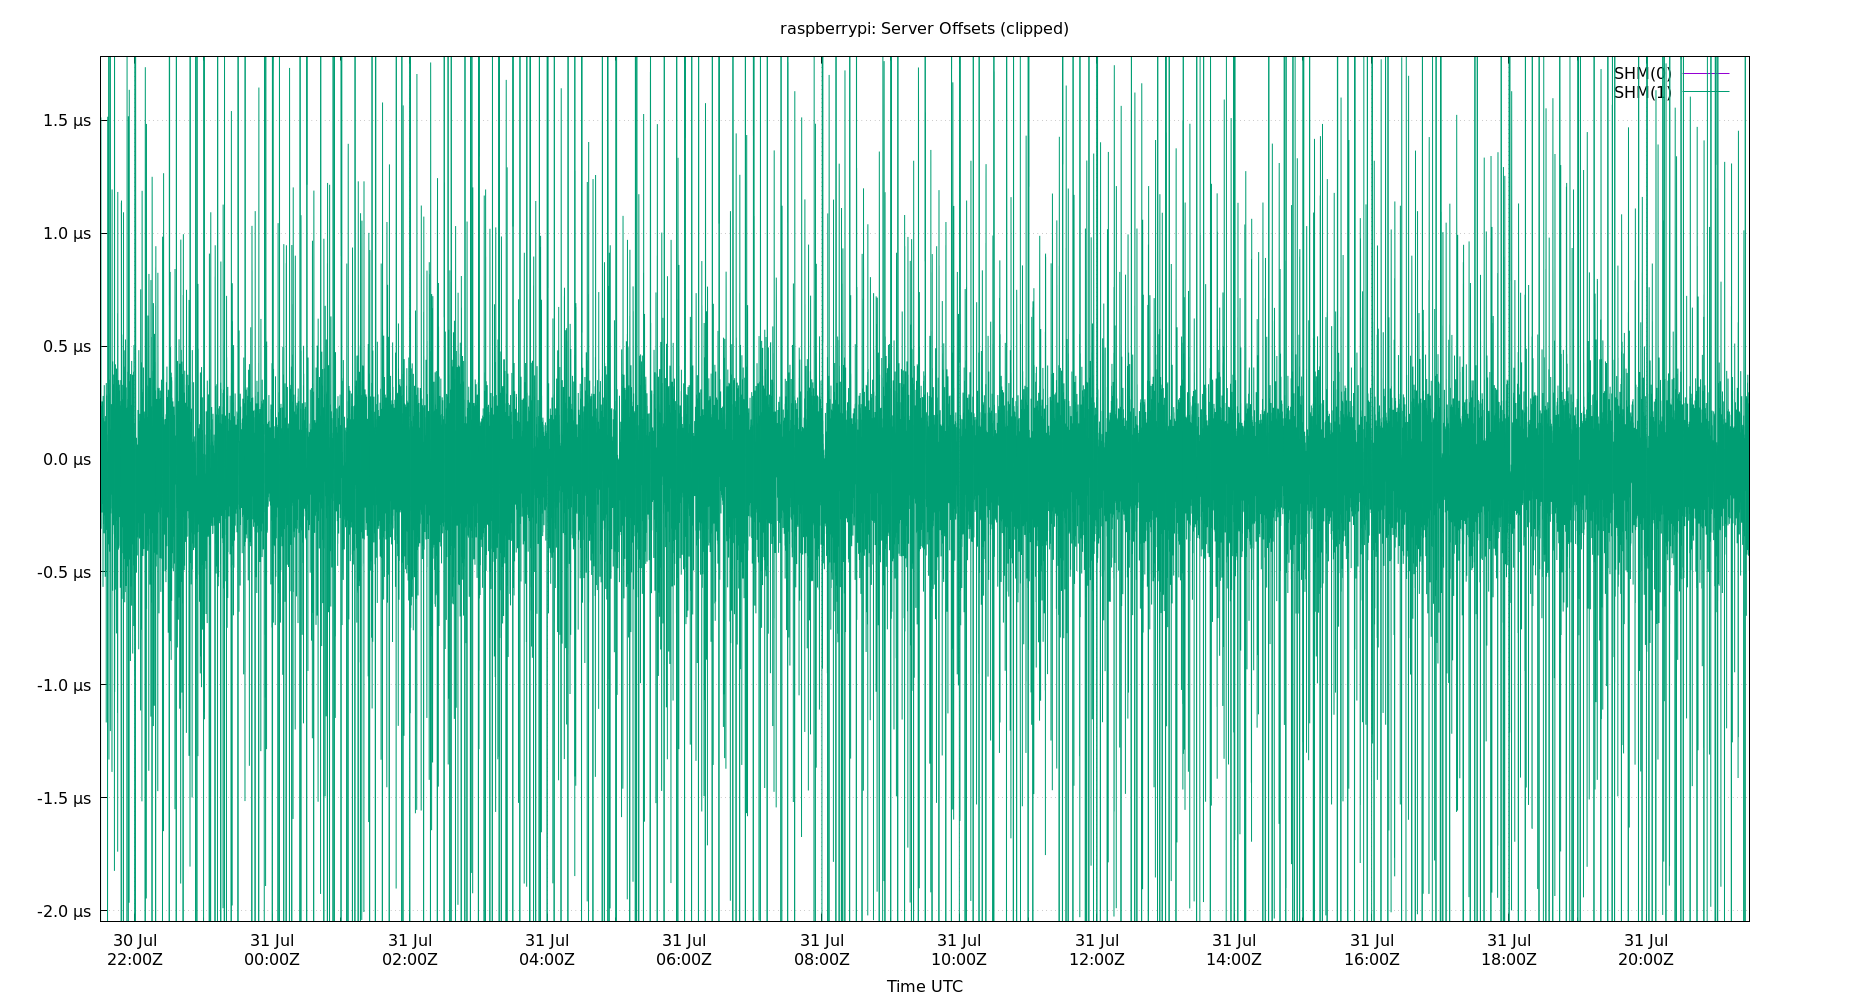 raspberrypi: Server Offsets (clipped)
SHM(0)
SHM(1)
1.5 µs
1.0 µs
0.5 µs
0.0 µs
-0.5 µs
-1.0 µs
-1.5 µs
-2.0 µs
30 Jul 31 Jul 31 Jul 31 Jul 31 Jul 31 Jul 31 Jul 31 Jul 31 Jul 31 Jul 31 Jul 31 Jul
22:00Z 00:00Z 02:00Z 04:00Z 06:00Z 08:00Z 10:00Z 12:00Z 14:00Z 16:00Z 18:00Z 20:00Z
Time UTC